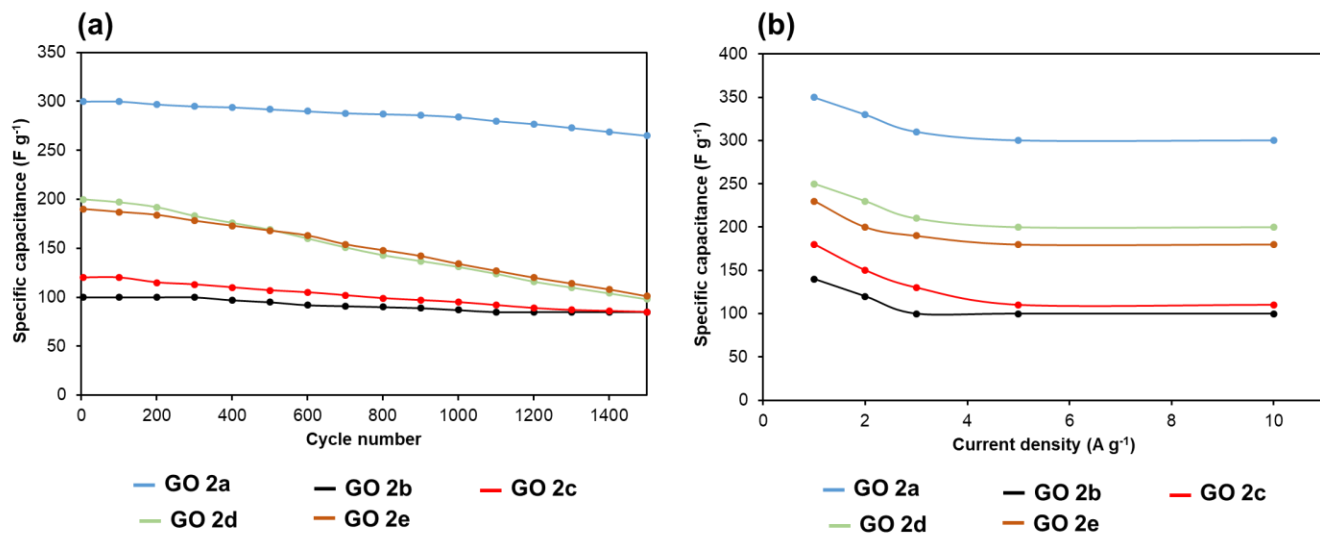 (a)
350
300
250
200
150
100
50
0
Specific capacitance (F g⁻¹)
0 200 400 600 800 1000 1200 1400
Cycle number
GO 2a GO 2b GO 2c
GO 2d GO 2e
(b)
400
350
300
250
200
150
100
50
0
Specific capacitance (F g⁻¹)
0 2 4 6 8 10
Current density (A g⁻¹)
GO 2a GO 2b GO 2c
GO 2d GO 2e